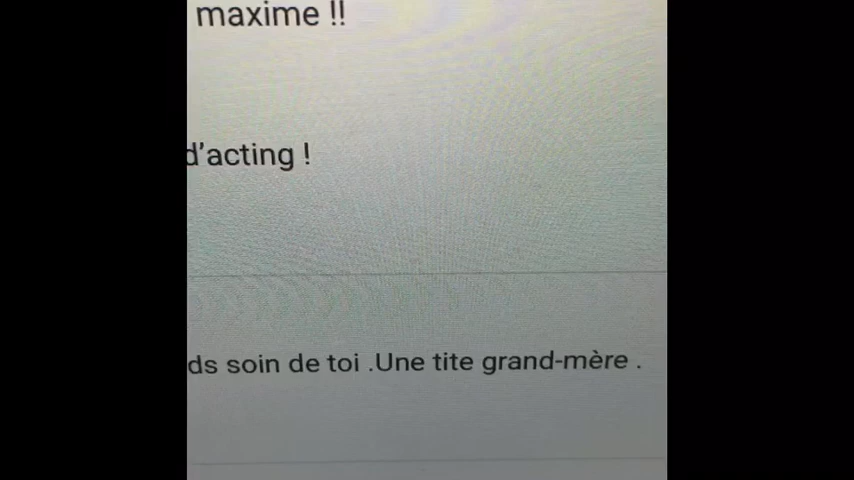 maxime !!
d'acting !
ds soin de toi .Une tite grand-mère .